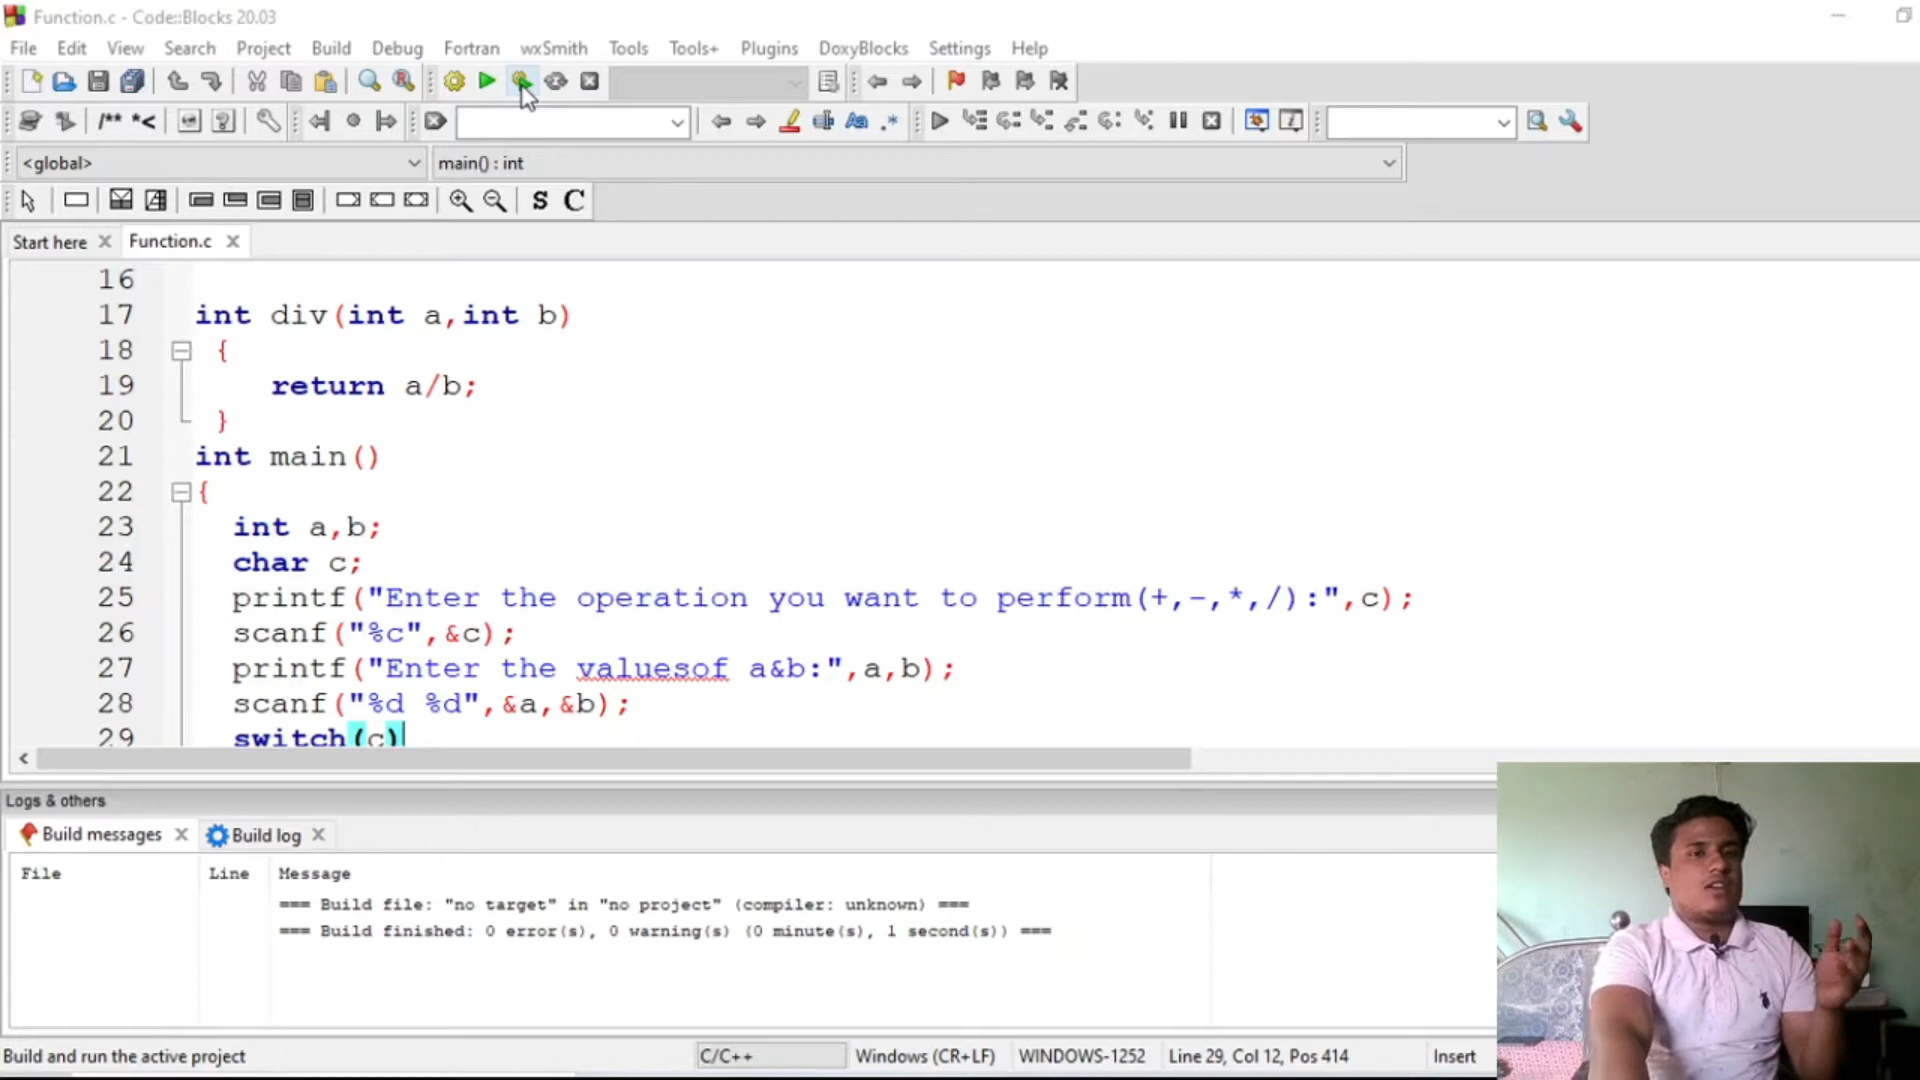 Function.c - Code::Blocks 20.03
File Edit View Search Project Build Debug Fortran wxSmith Tools Tools+ Plugins DoxyBlocks Settings Help
/** *<
Aa .*
<global> main() : int
S C
Start here Function.c
16
17 int div(int a,int b)
18 {
19 return a/b;
20 }
21 int main()
22 {
23 int a,b;
24 char c;
25 printf("Enter the operation you want to perform(+,-,*,/):",c);
26 scanf("%c",&c);
27 printf("Enter the valuesof a&b:",a,b);
28 scanf("%d %d",&a,&b);
29 switch(c)
Logs & others
Build messages Build log
File Line Message
=== Build file: "no target" in "no project" (compiler: unknown) ===
=== Build finished: 0 error(s), 0 warning(s) (0 minute(s), 1 second(s)) ===
Build and run the active project C/C++ Windows (CR+LF) WINDOWS-1252 Line 29, Col 12, Pos 414 Insert